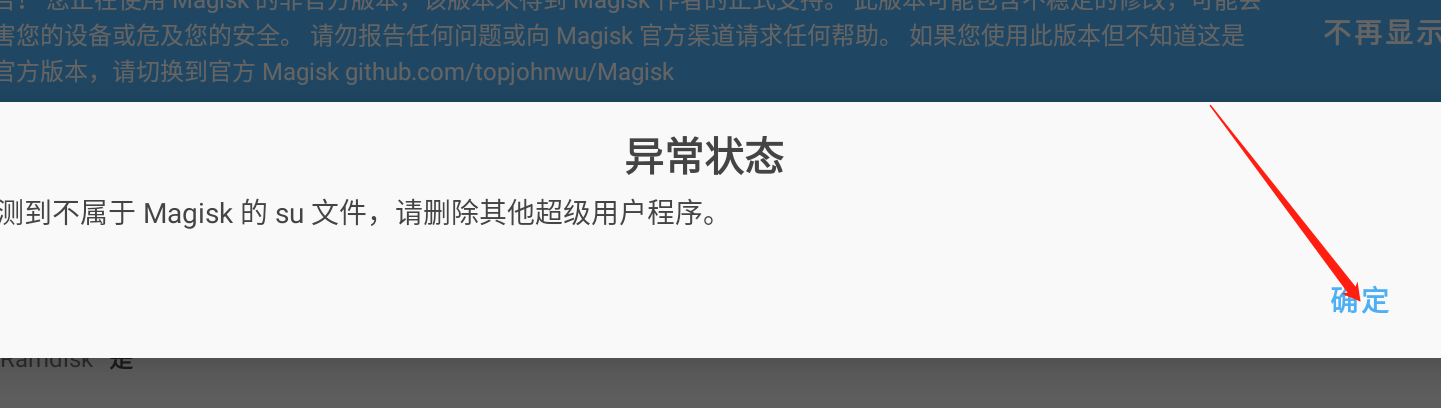 告！ 您正在使用 Magisk 的非官方版本，该版本未得到 Magisk 作者的正式支持。 此版本可能包含不稳定的修改，可能会
害您的设备或危及您的安全。 请勿报告任何问题或向 Magisk 官方渠道请求任何帮助。 如果您使用此版本但不知道这是
不再显示
官方版本，请切换到官方 Magisk github.com/topjohnwu/Magisk
异常状态
测到不属于 Magisk 的 su 文件，请删除其他超级用户程序。
确定
Ramdisk 是